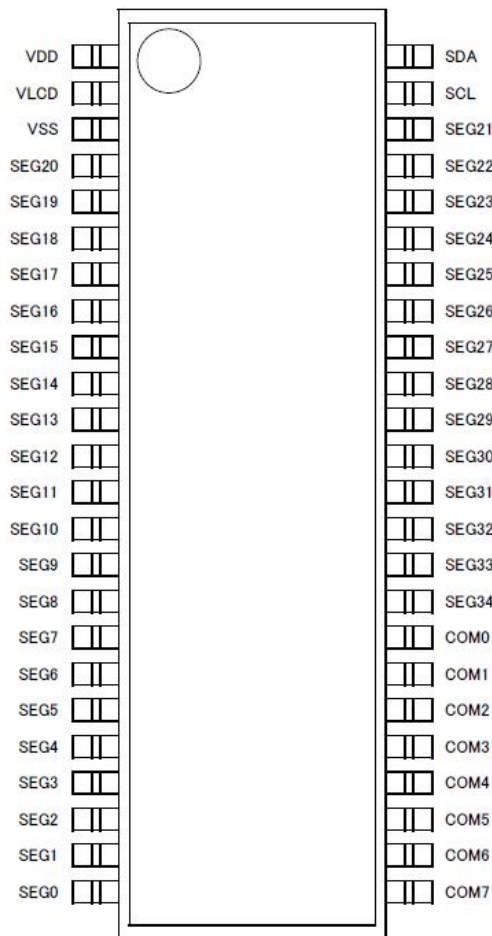 VDD
VLCD
VSS
SEG20
SEG19
SEG18
SEG17
SEG16
SEG15
SEG14
SEG13
SEG12
SEG11
SEG10
SEG9
SEG8
SEG7
SEG6
SEG5
SEG4
SEG3
SEG2
SEG1
SEG0
SDA
SCL
SEG21
SEG22
SEG23
SEG24
SEG25
SEG26
SEG27
SEG28
SEG29
SEG30
SEG31
SEG32
SEG33
SEG34
COM0
COM1
COM2
COM3
COM4
COM5
COM6
COM7